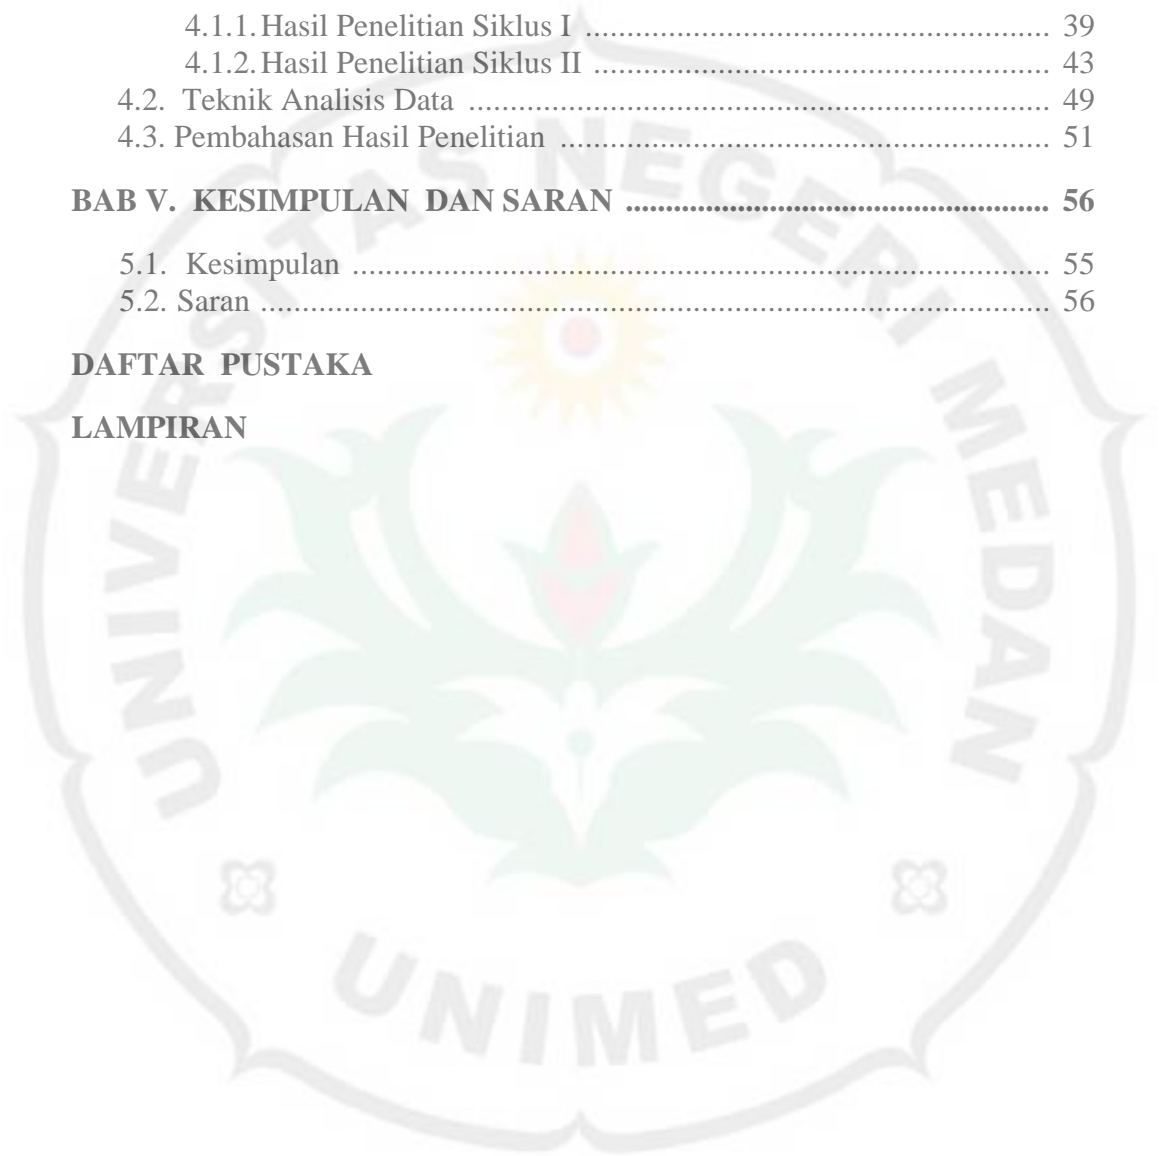 4.1.1. Hasil Penelitian Siklus I ........................................................ 39
4.1.2. Hasil Penelitian Siklus II ....................................................... 43
4.2. Teknik Analisis Data ...................................................................... 49
4.3. Pembahasan Hasil Penelitian ........................................................... 51
BAB V. KESIMPULAN DAN SARAN .................................................... 56
5.1. Kesimpulan .................................................................................... 55
5.2. Saran ............................................................................................... 56
DAFTAR PUSTAKA
LAMPIRAN
UNIVERSITAS NEGERI MEDAN
UNIMED